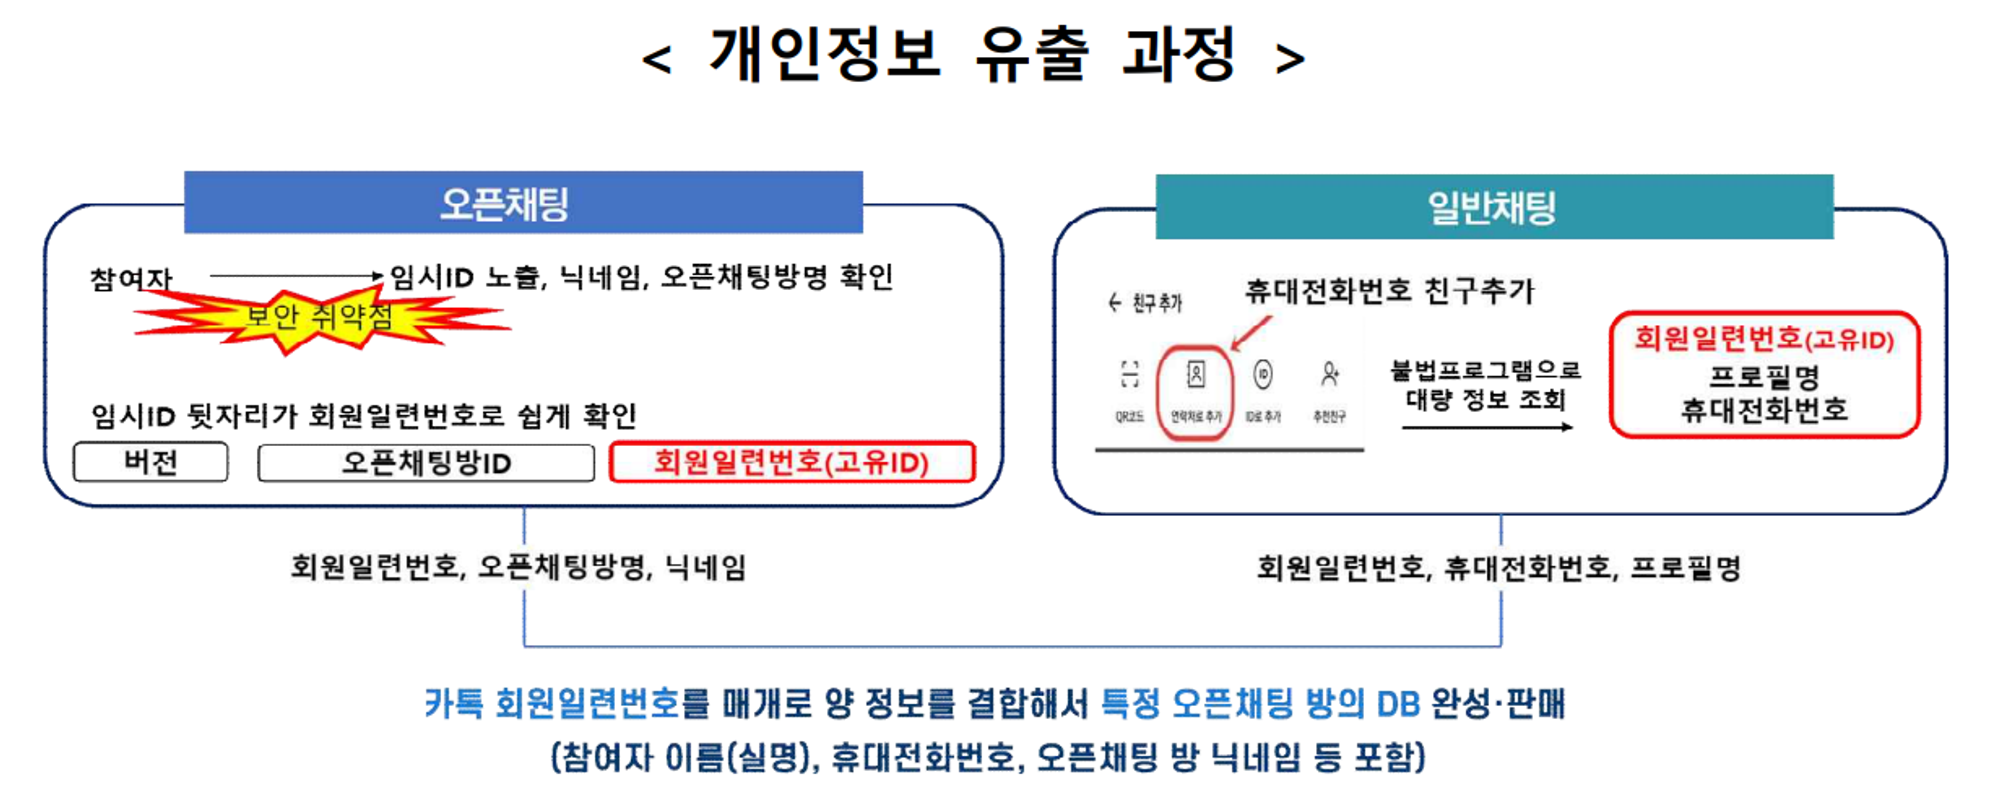 < 개인정보 유출 과정 >
오픈채팅
참여자
임시ID 노출, 닉네임, 오픈채팅방명 확인
보안 취약점
임시ID 뒷자리가 회원일련번호로 쉽게 확인
버전
오픈채팅방ID
회원일련번호(고유ID)
회원일련번호, 오픈채팅방명, 닉네임
일반채팅
휴대전화번호 친구추가
← 친구 추가
QR코드
연락처로 추가
ID
ID로 추가
추천친구
불법프로그램으로
대량 정보 조회
회원일련번호(고유ID)
프로필명
휴대전화번호
회원일련번호, 휴대전화번호, 프로필명
카톡 회원일련번호를 매개로 양 정보를 결합해서 특정 오픈채팅 방의 DB 완성·판매
(참여자 이름(실명), 휴대전화번호, 오픈채팅 방 닉네임 등 포함)